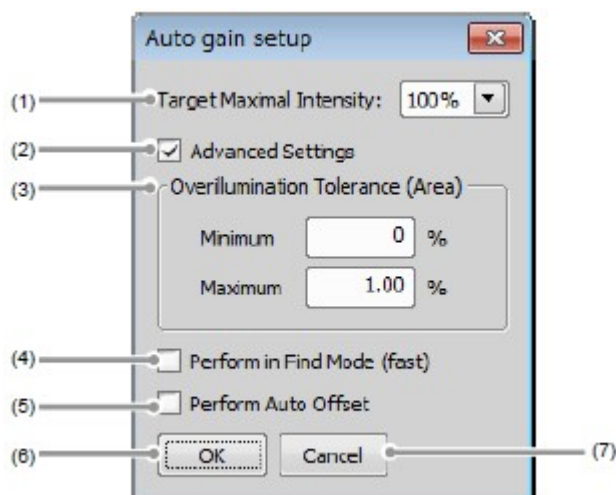 Auto gain setup
(1) Target Maximal Intensity: 100%
(2) Advanced Settings
(3) Overilumination Tolerance (Area)
Minimum 0 %
Maximum 1.00 %
(4) Perform in Find Mode (fast)
(5) Perform Auto Offset
(6) OK Cancel (7)